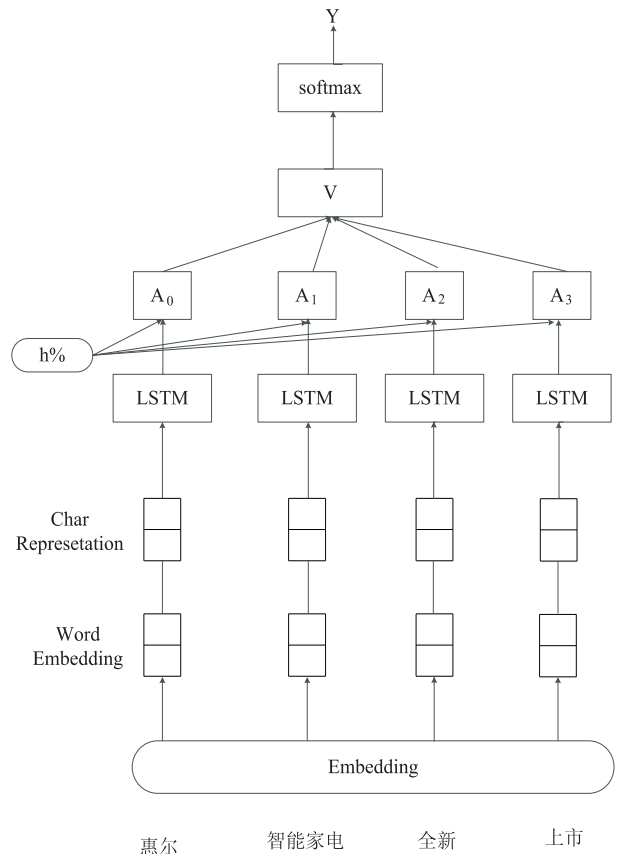 Y
softmax
V
A0
A1
A2
A3
h%
LSTM
LSTM
LSTM
LSTM
Char
Represetation
Word
Embedding
Embedding
惠尔
智能家电
全新
上市